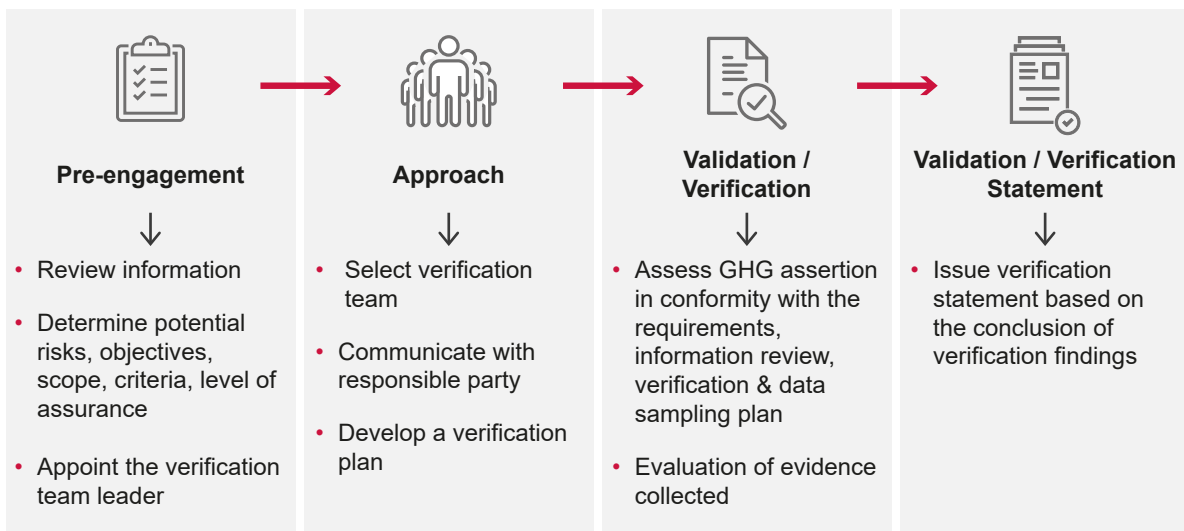 Pre-engagement
• Review information
• Determine potential
risks, objectives,
scope, criteria, level of
assurance
• Appoint the verification
team leader
Approach
• Select verification
team
• Communicate with
responsible party
• Develop a verification
plan
Validation /
Verification
• Assess GHG assertion
in conformity with the
requirements,
information review,
verification & data
sampling plan
• Evaluation of evidence
collected
Validation / Verification
Statement
• Issue verification
statement based on
the conclusion of
verification findings